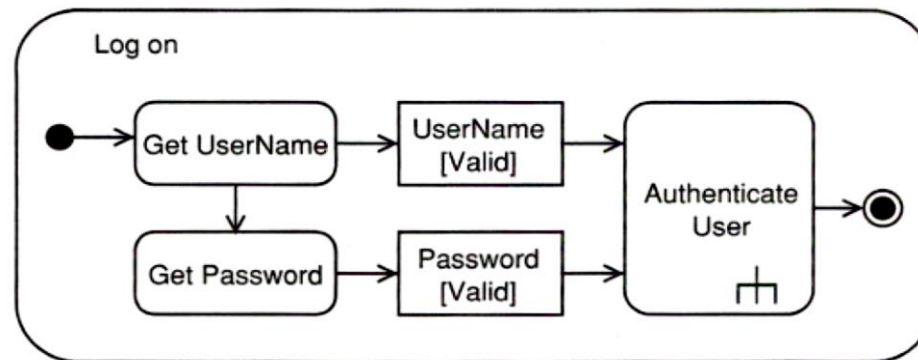 Log on
Get UserName
UserName
[Valid]
Authenticate
User
Get Password
Password
[Valid]